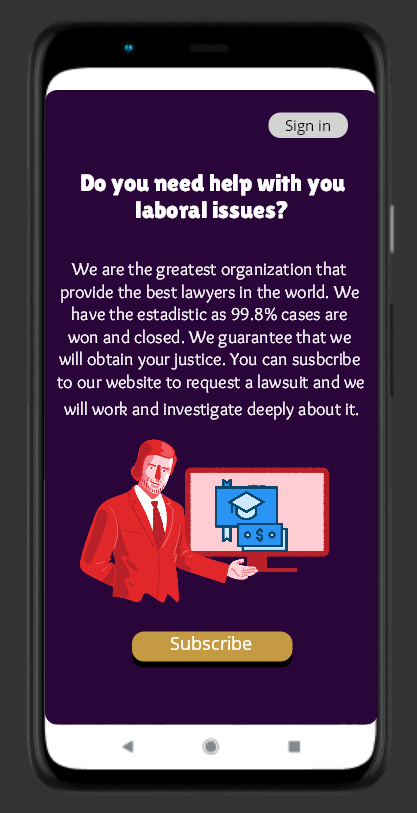 Sign in
Do you need help with you
laboral issues?
We are the greatest organization that
provide the best lawyers in the world. We
have the estadistic as 99.8% cases are
won and closed. We guarantee that we
will obtain your justice. You can susbcribe
to our website to request a lawsuit and we
will work and investigate deeply about it.
$
Subscribe